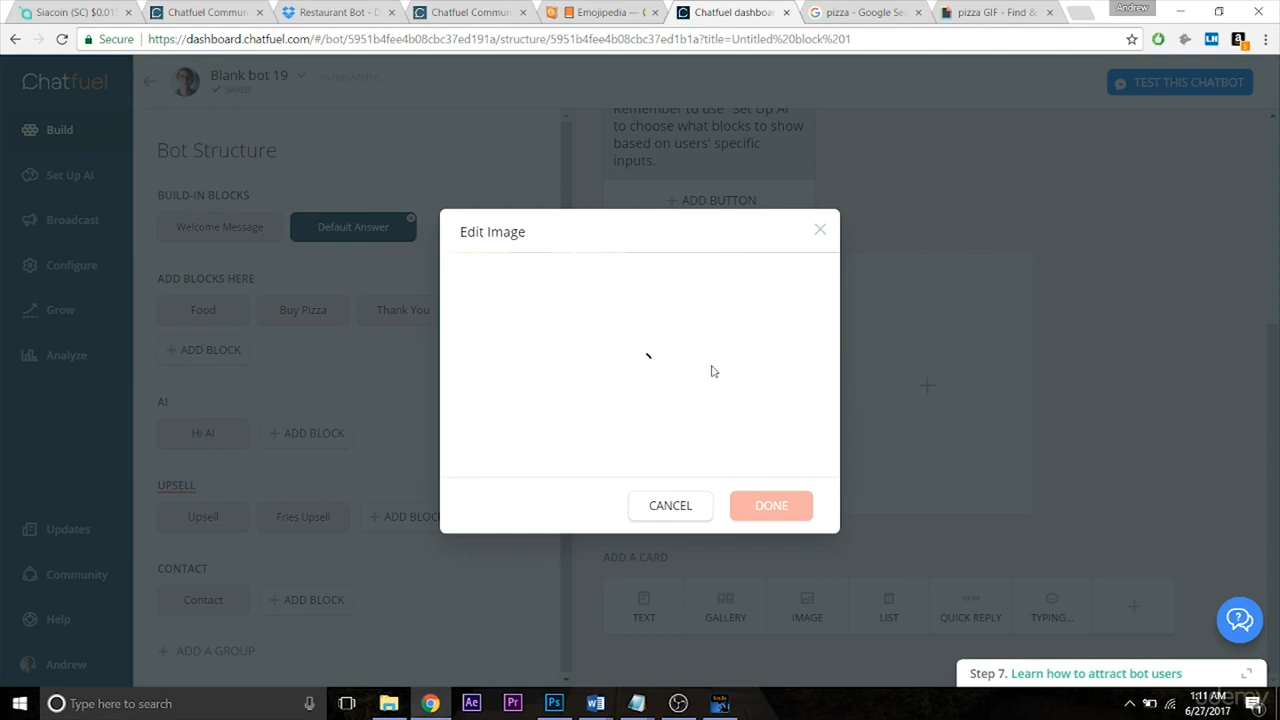 Siacoin (SC) $0.01
Chatfuel Commun
Restaurant Bot - D
Chatfuel Commun
Emojipedia —
Chatfuel dashboa
pizza - Google Se
pizza GIF - Find &
Andrew
Secure
https://dashboard.chatfuel.com/#/bot/5951b4fee4b08cbc37ed191a/structure/5951b4fee4b08cbc37ed1b1a?title=Untitled%20block%201
Chatfuel
Blank bot 19
SAVED
TEST THIS CHATBOT
Build
Set Up AI
Broadcast
Configure
Grow
Analyze
Updates
Community
Help
Andrew
Bot Structure
BUILD-IN BLOCKS
Welcome Message
Default Answer
ADD BLOCKS HERE
Food
Buy Pizza
Thank You
+ ADD BLOCK
AI
Hi AI
+ ADD BLOCK
UPSELL
Upsell
Fries Upsell
+ ADD BLOC
CONTACT
Contact
+ ADD BLOCK
+ ADD A GROUP
Remember to use "Set Up AI"
to choose what blocks to show
based on users' specific
inputs.
+ ADD BUTTON
Edit Image
CANCEL
DONE
ADD A CARD
TEXT
GALLERY
IMAGE
LIST
QUICK REPLY
TYPING...
Step 7. Learn how to attract bot users
Type here to search
1:11 AM
6/27/2017
udemy